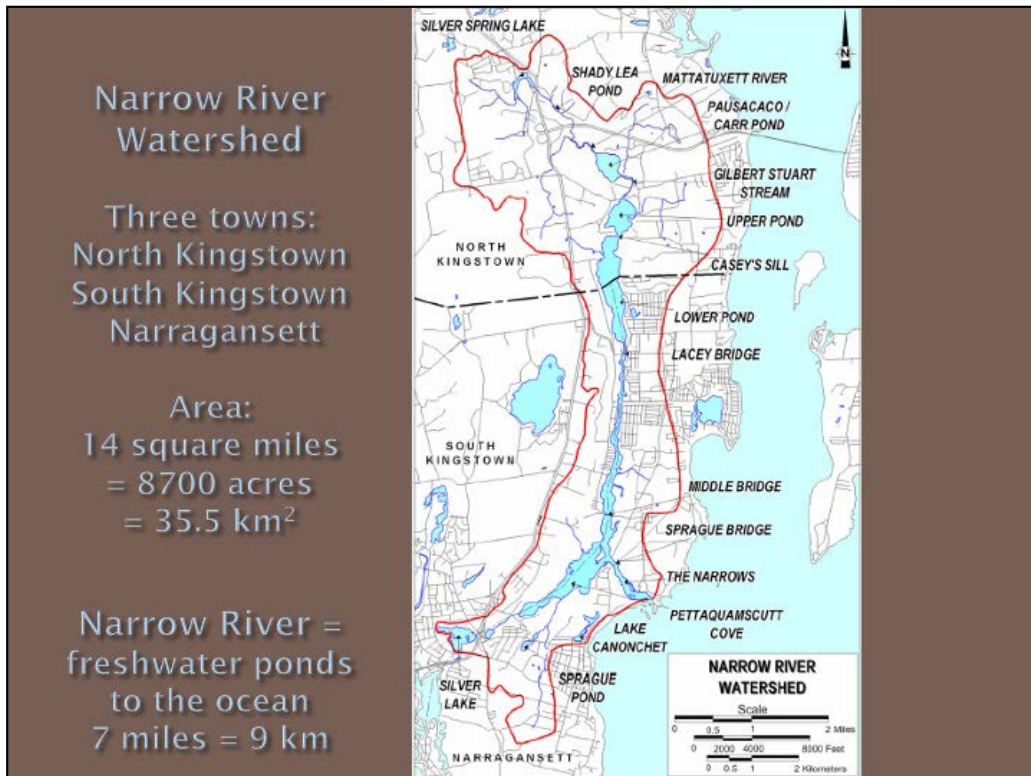 Narrow River
Watershed
Three towns:
North Kingstown
South Kingstown
Narragansett
Area:
14 square miles
= 8700 acres
= 35.5 km²
Narrow River =
freshwater ponds
to the ocean
7 miles = 9 km
SILVER SPRING LAKE
N
SHADY LEA
POND
MATTATUXETT RIVER
PAUSACACO /
CARR POND
GILBERT STUART
STREAM
UPPER POND
NORTH
KINGSTOWN
CASEY'S SILL
LOWER POND
LACEY BRIDGE
SOUTH
KINGSTOWN
MIDDLE BRIDGE
SPRAGUE BRIDGE
THE NARROWS
PETTAQUAMSCUTT
COVE
LAKE
CANONCHET
SPRAGUE
POND
SILVER
LAKE
NARRAGANSETT
NARROW RIVER
WATERSHED
Scale
0 0.5 1 2 Miles
0 2000 4000 8000 Feet
0 0.5 1 2 Kilometers